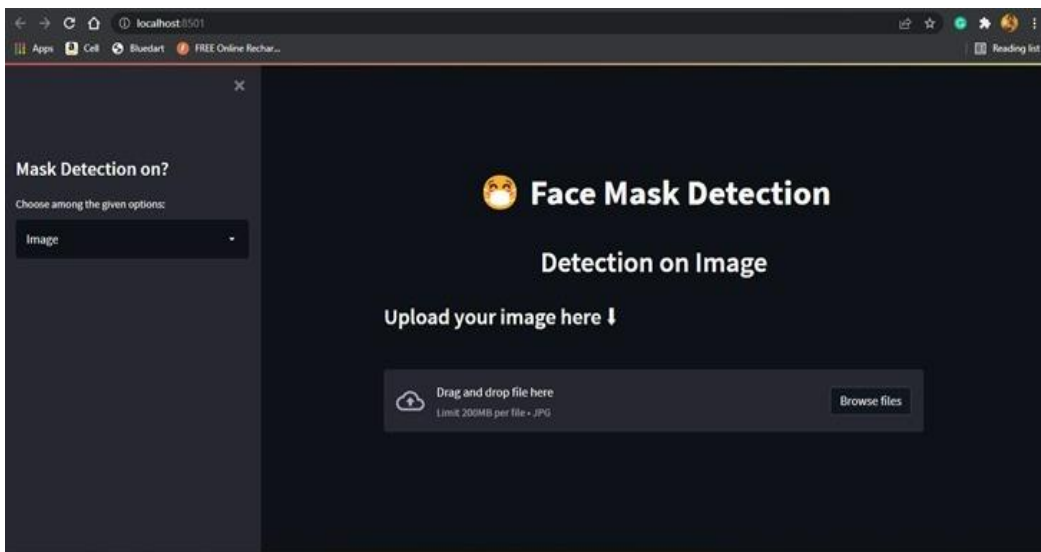 localhost:8501
Apps Cell Bluedart FREE Online Rechar...
Reading list
Mask Detection on?
Choose among the given options:
Image
Face Mask Detection
Detection on Image
Upload your image here
Drag and drop file here
Limit 200MB per file • JPG
Browse files